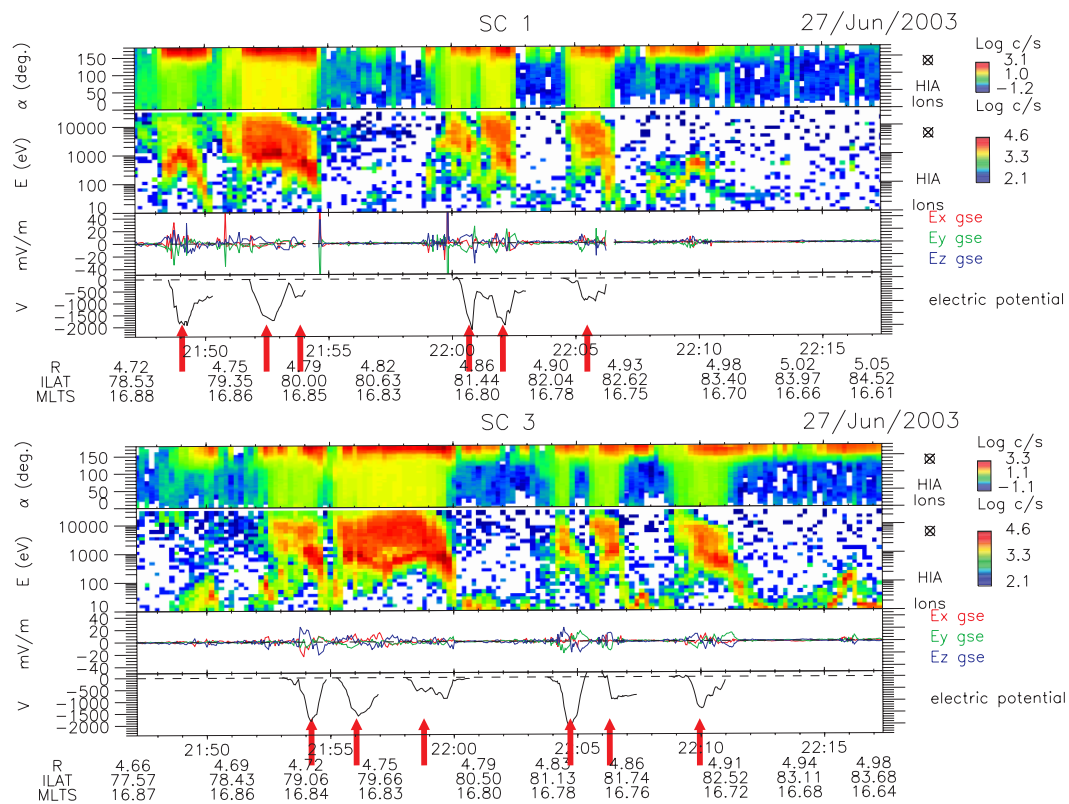 SC 1 27/Jun/2003
α (deg.) 150 100 50 0 HIA Ions Log c/s 3.1 1.0 −1.2
E (eV) 10000 1000 100 10 HIA Ions Log c/s 4.6 3.3 2.1
mV/m 40 20 0 −20 −40 Ex gse
Ey gse
Ez gse
V 0 −500 −1000 −1500 −2000 electric potential
21:50 21:55 22:00 22:05 22:10 22:15
R 4.72 4.75 4.79 4.82 4.86 4.90 4.93 4.98 5.02 5.05
ILAT 78.53 79.35 80.00 80.63 81.44 82.04 82.62 83.40 83.97 84.52
MLTS 16.88 16.86 16.85 16.83 16.80 16.78 16.75 16.70 16.66 16.61
SC 3 27/Jun/2003
α (deg.) 150 100 50 0 HIA Ions Log c/s 3.3 1.1 −1.1
E (eV) 10000 1000 100 10 HIA Ions Log c/s 4.6 3.3 2.1
mV/m 40 20 0 −20 −40 Ex gse
Ey gse
Ez gse
V 0 −500 −1000 −1500 −2000 electric potential
21:50 21:55 22:00 22:05 22:10 22:15
R 4.66 4.69 4.72 4.75 4.79 4.83 4.86 4.91 4.94 4.98
ILAT 77.57 78.43 79.06 79.66 80.50 81.13 81.74 82.52 83.11 83.68
MLTS 16.87 16.86 16.84 16.83 16.80 16.78 16.76 16.72 16.68 16.64